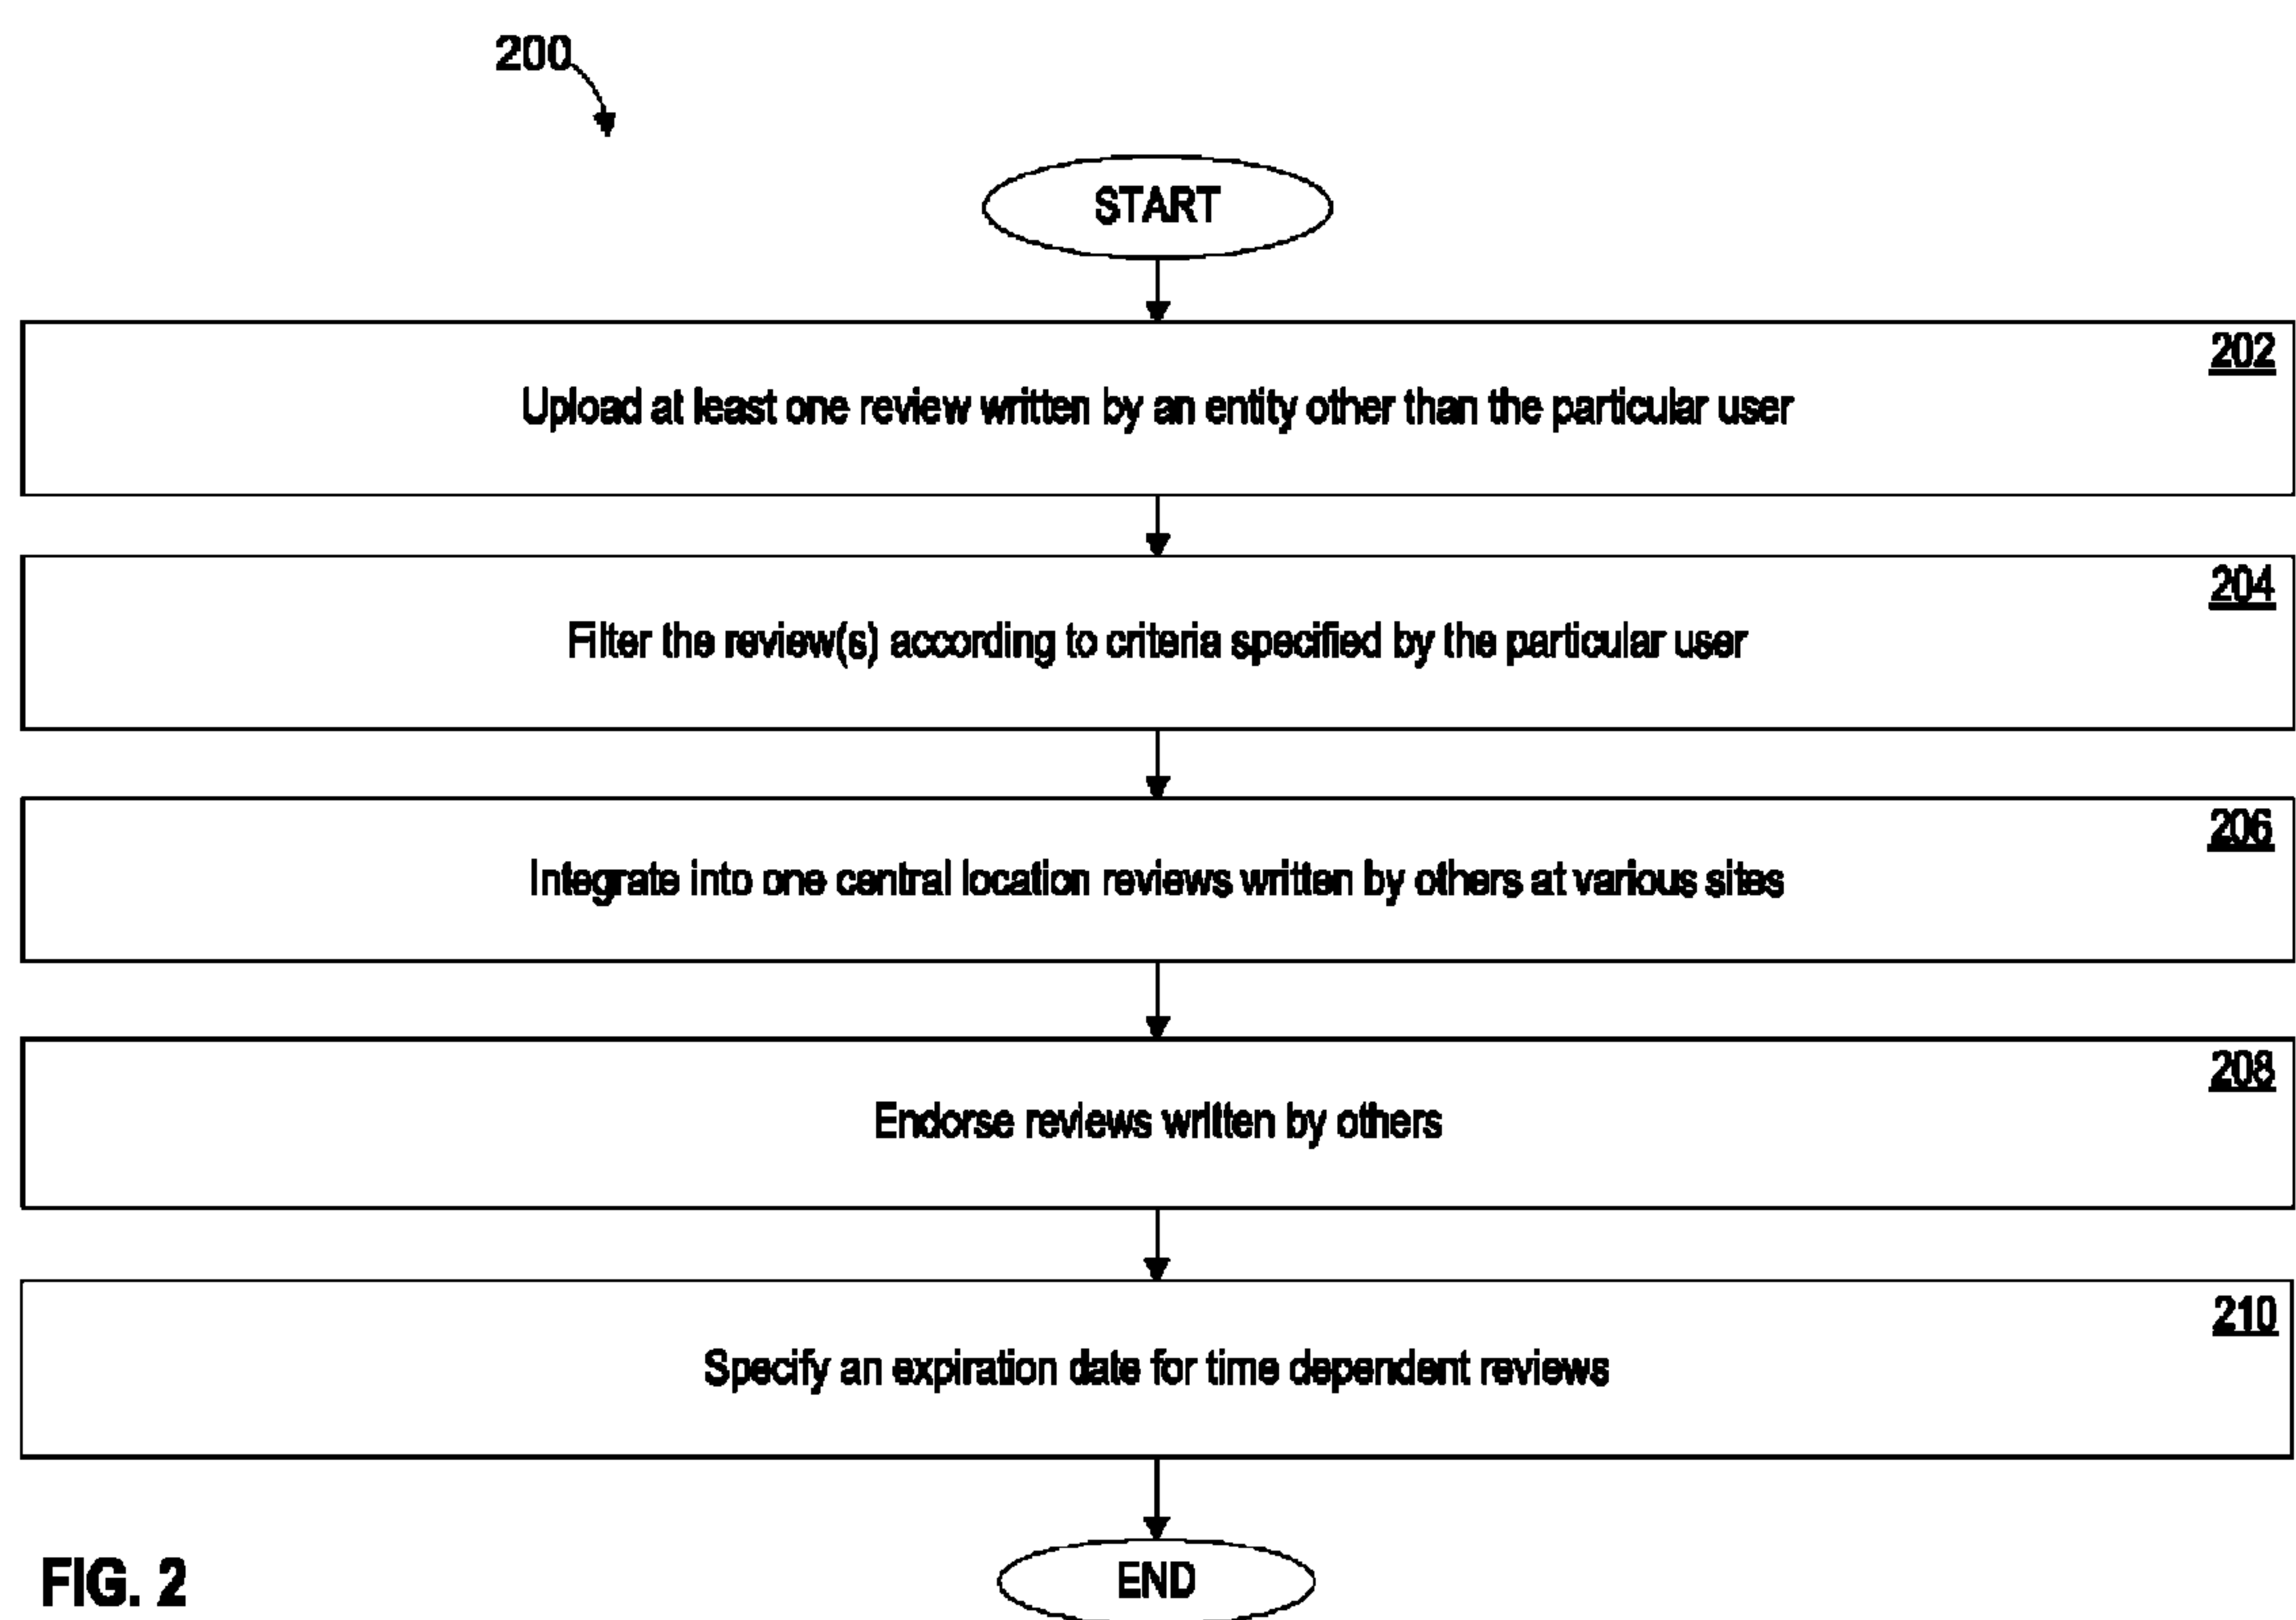 200
START
202
Upload at least one review written by an entity other than the particular user
204
Filter the review(s) according to criteria specified by the particular user
206
Integrate into one central location reviews written by others at various sites
208
Endorse reviews written by others
210
Specify an expiration date for time dependent reviews
END
FIG. 2